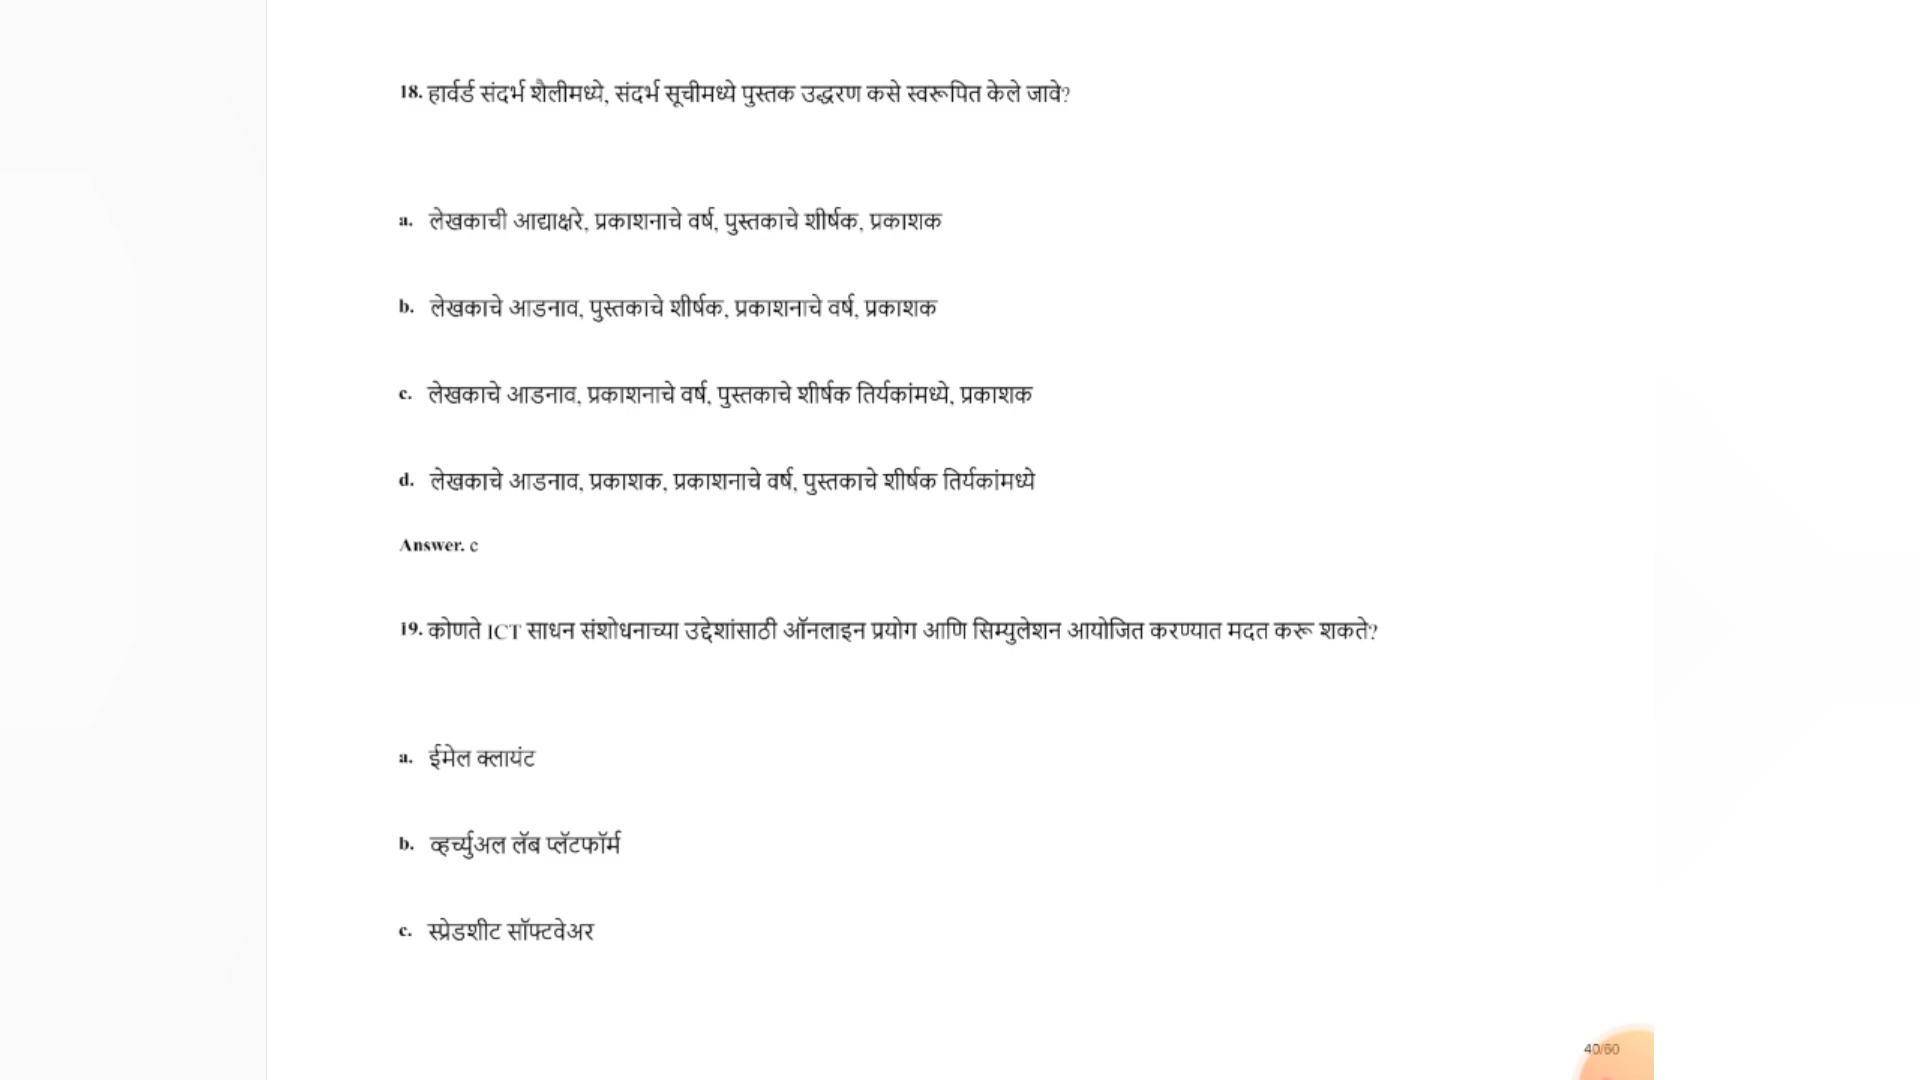 18. हार्वर्ड संदर्भ शैलीमध्ये, संदर्भ सूचीमध्ये पुस्तक उद्धरण कसे स्वरूपित केले जावे?
a. लेखकाची आद्याक्षरे, प्रकाशनाचे वर्ष, पुस्तकाचे शीर्षक, प्रकाशक
b. लेखकाचे आडनाव, पुस्तकाचे शीर्षक, प्रकाशनाचे वर्ष, प्रकाशक
c. लेखकाचे आडनाव, प्रकाशनाचे वर्ष, पुस्तकाचे शीर्षक तिर्यकांमध्ये, प्रकाशक
d. लेखकाचे आडनाव, प्रकाशक, प्रकाशनाचे वर्ष, पुस्तकाचे शीर्षक तिर्यकांमध्ये
Answer. c
19. कोणते ICT साधन संशोधनाच्या उद्देशांसाठी ऑनलाइन प्रयोग आणि सिम्युलेशन आयोजित करण्यात मदत करू शकते?
a. ईमेल क्लायंट
b. व्हर्च्युअल लॅब प्लॅटफॉर्म
c. स्प्रेडशीट सॉफ्टवेअर
40/60